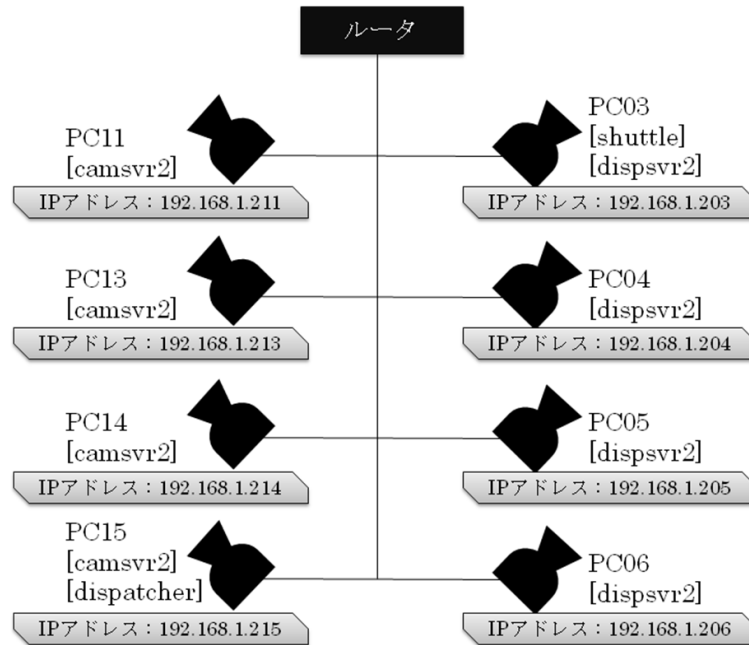 ルータ
PC11
[camsvr2]
IPアドレス：192.168.1.211
PC03
[shuttle]
[dispsvr2]
IPアドレス：192.168.1.203
PC13
[camsvr2]
IPアドレス：192.168.1.213
PC04
[dispsvr2]
IPアドレス：192.168.1.204
PC14
[camsvr2]
IPアドレス：192.168.1.214
PC05
[dispsvr2]
IPアドレス：192.168.1.205
PC15
[camsvr2]
[dispatcher]
IPアドレス：192.168.1.215
PC06
[dispsvr2]
IPアドレス：192.168.1.206